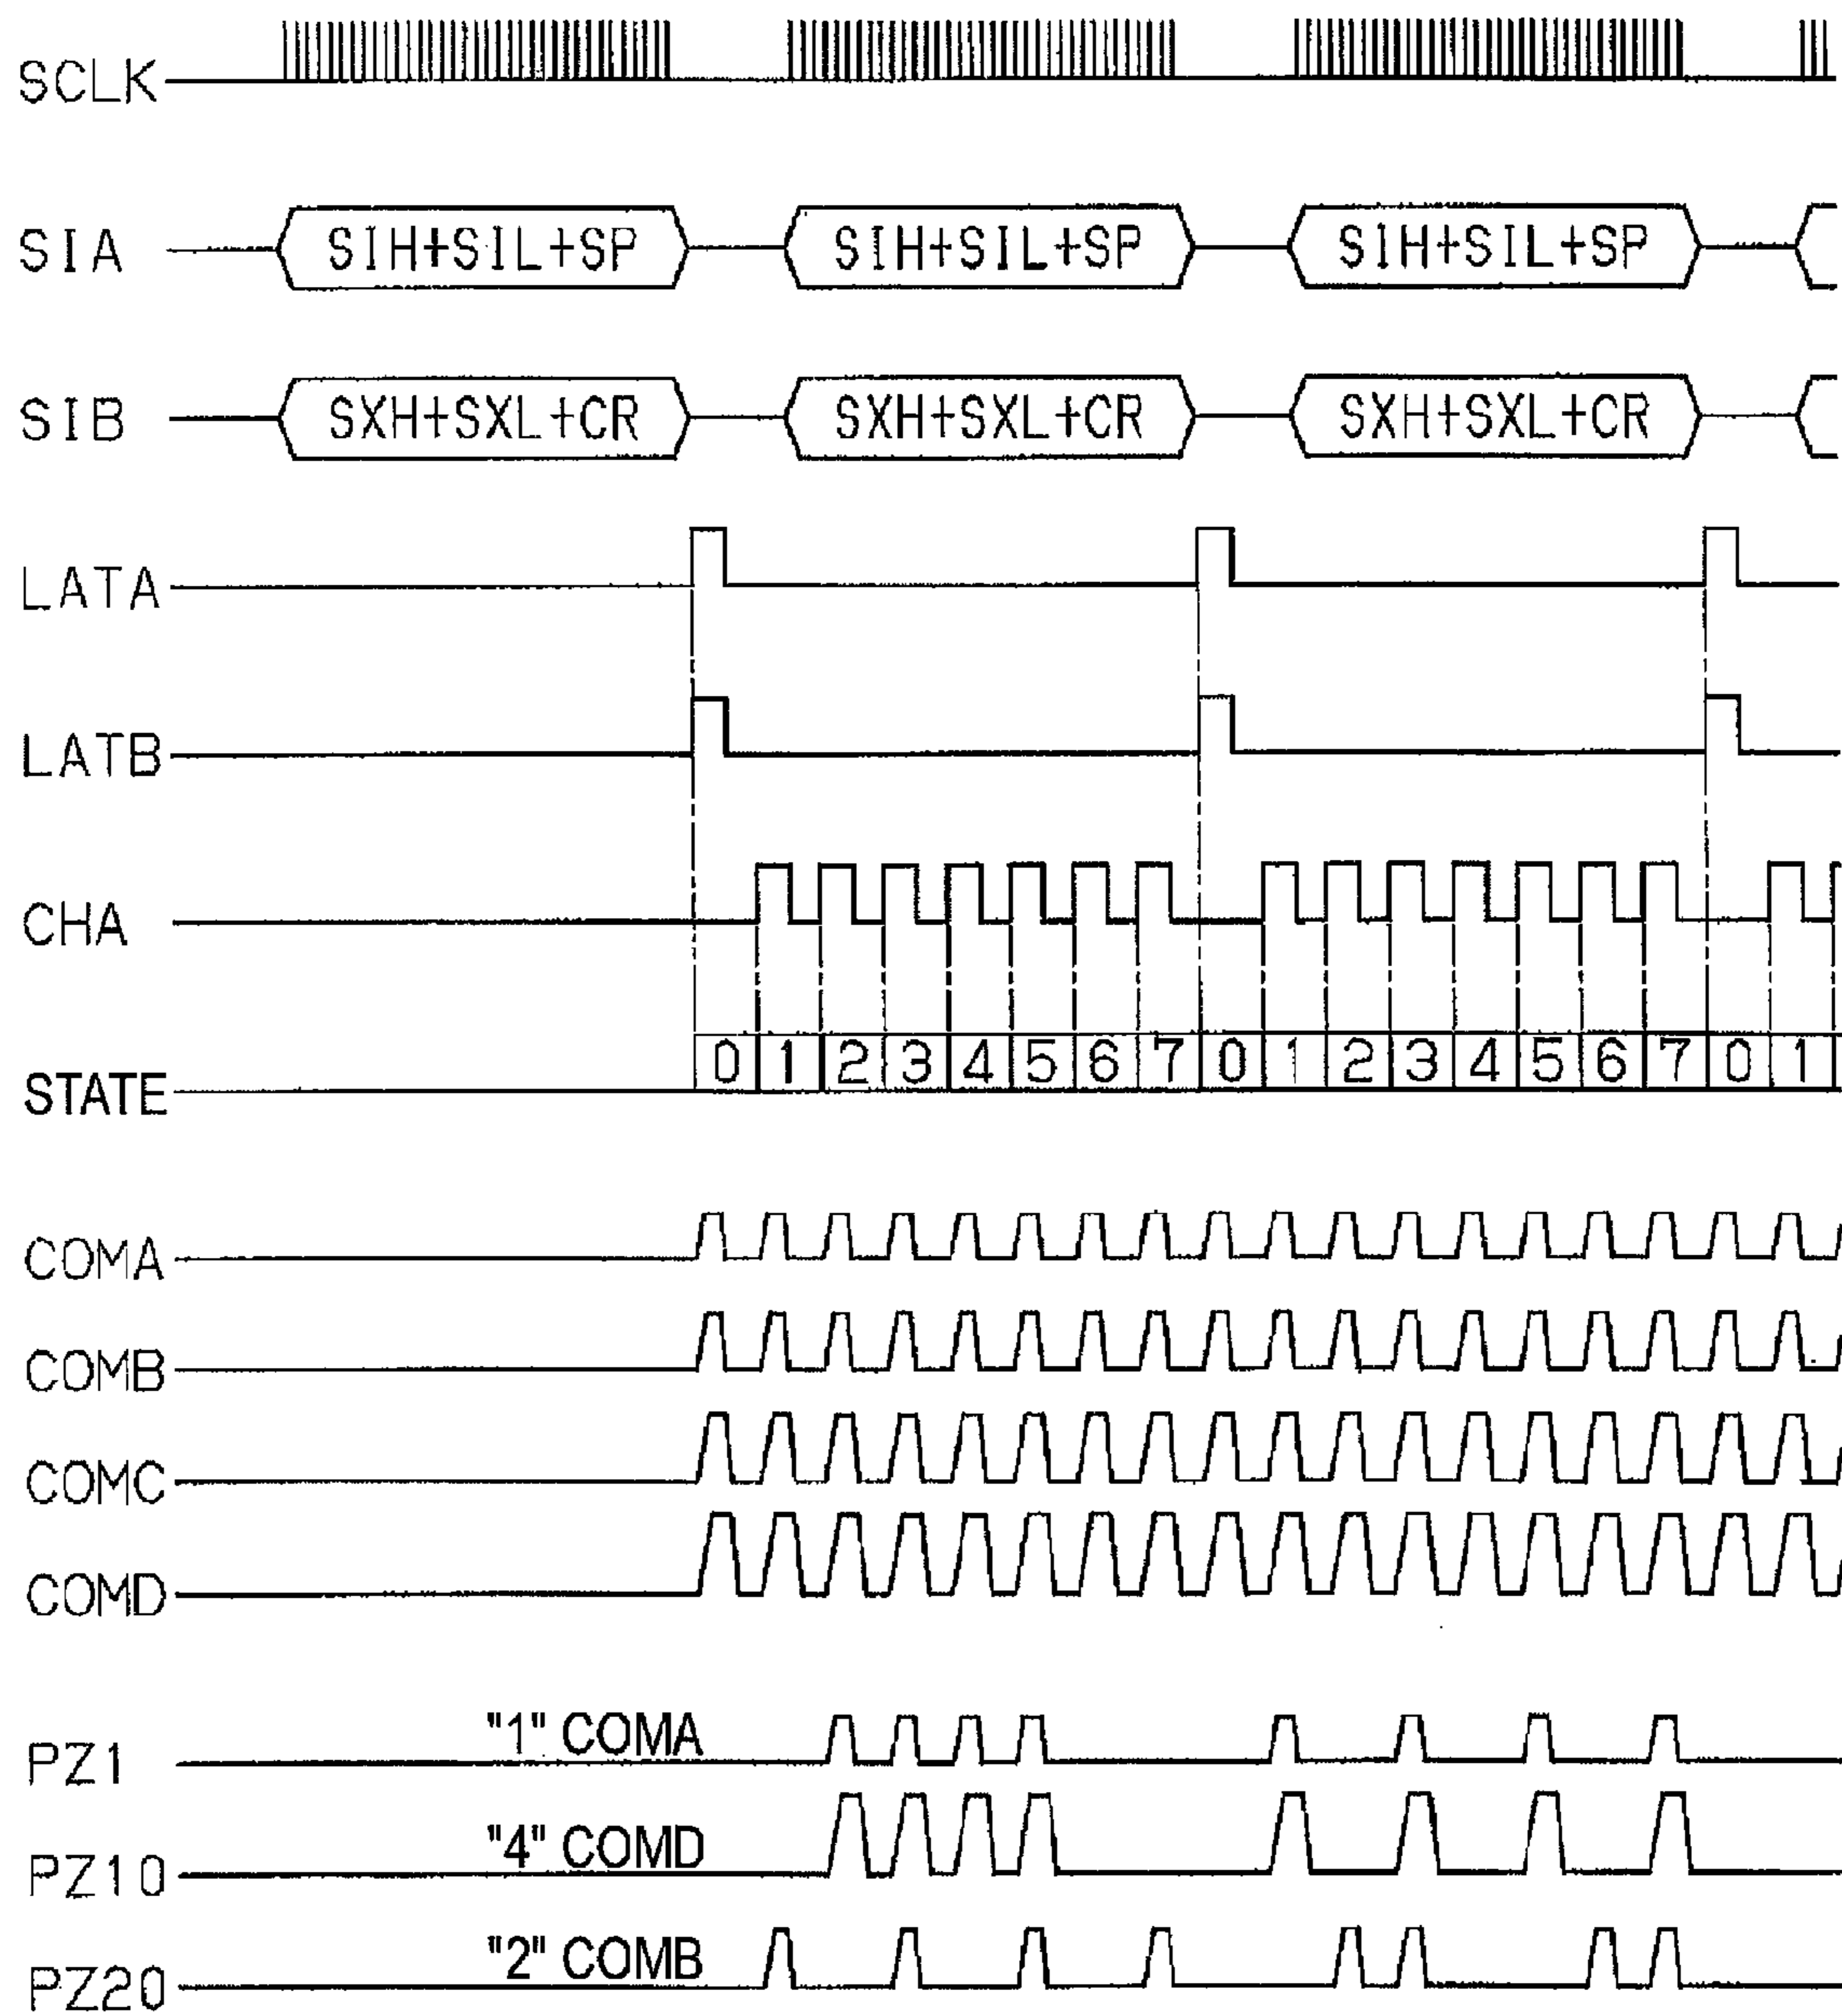 SCLK
SIA SIH+SIL+SP SIH+SIL+SP SIH+SIL+SP
SIB SXH+SXL+CR SXH+SXL+CR SXH+SXL+CR
LATA
LATB
CHA
STATE 0 1 2 3 4 5 6 7 0 1 2 3 4 5 6 7 0 1
COMA
COMB
COMC
COMD
PZ1 "1" COMA
PZ10 "4" COMD
PZ20 "2" COMB